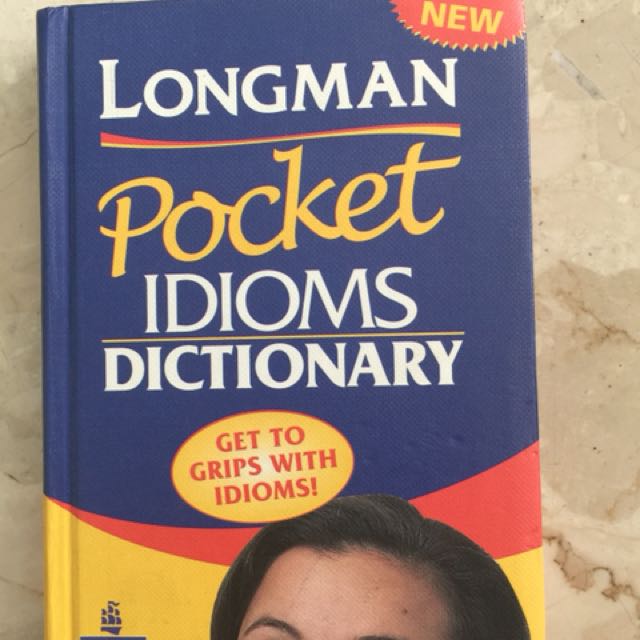 NEW
LONGMAN
Pocket
IDIOMS
DICTIONARY
GET TO
GRIPS WITH
IDIOMS!